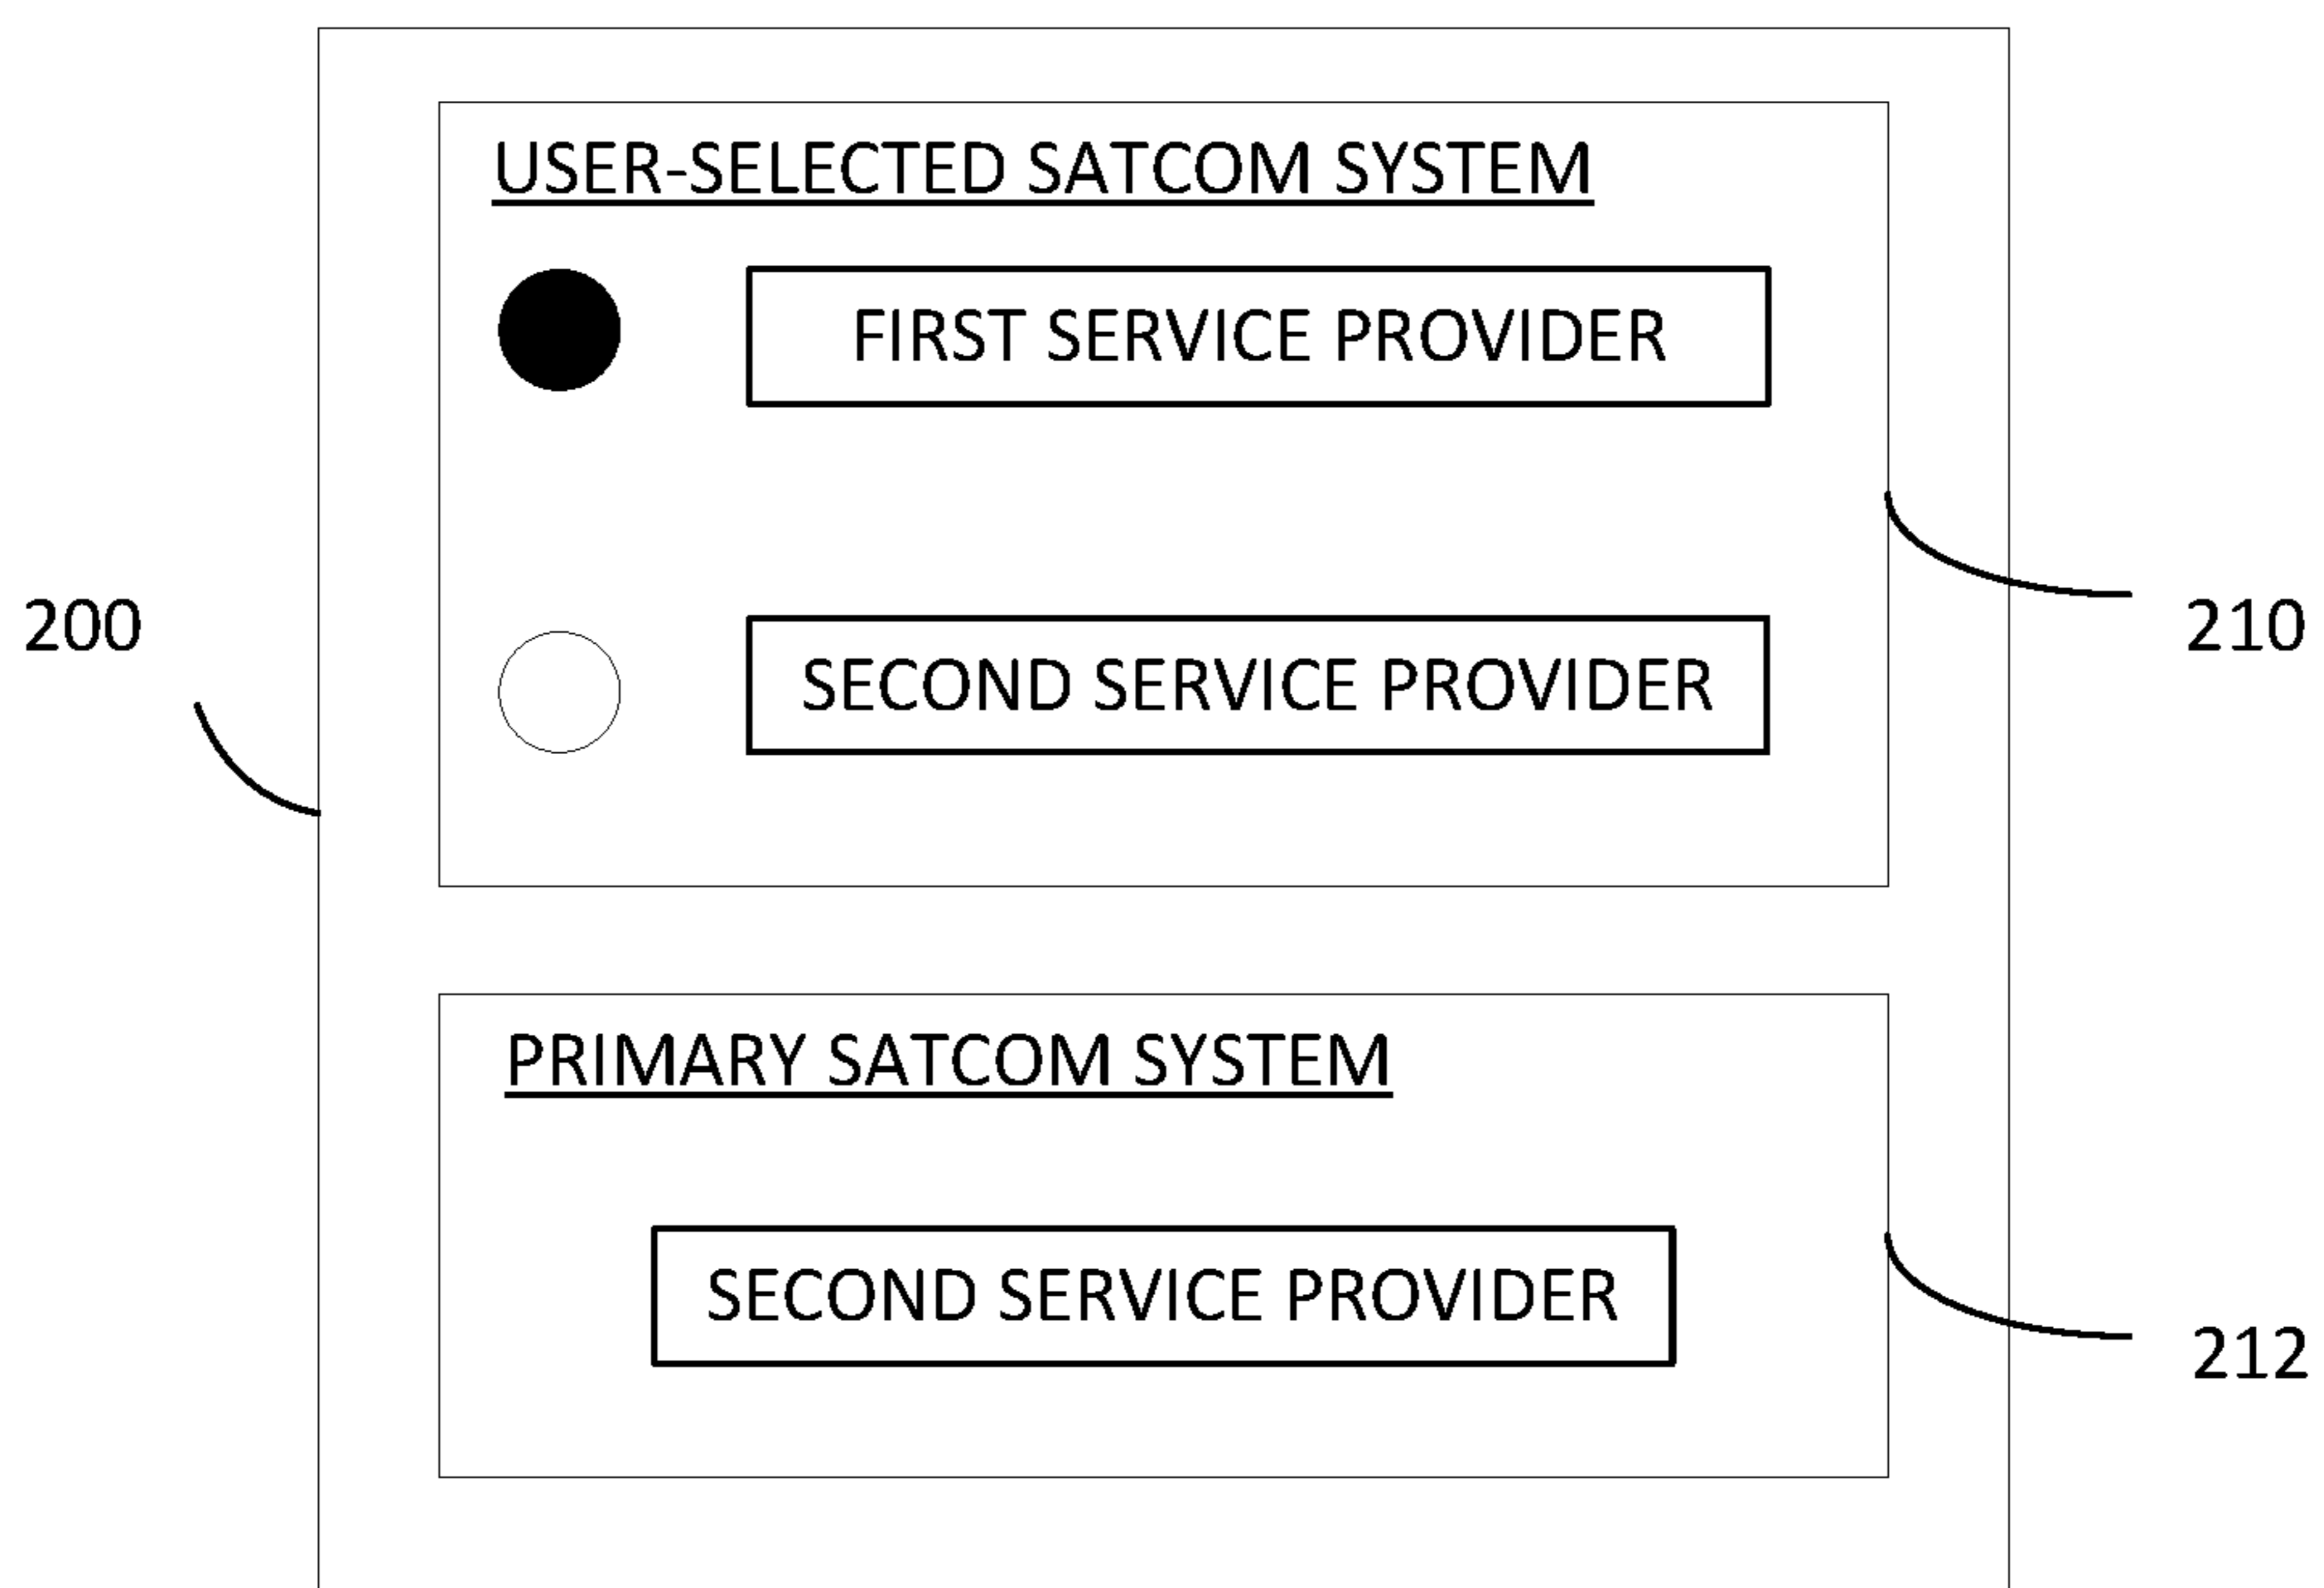 USER-SELECTED SATCOM SYSTEM
FIRST SERVICE PROVIDER
200
210
SECOND SERVICE PROVIDER
PRIMARY SATCOM SYSTEM
SECOND SERVICE PROVIDER
212